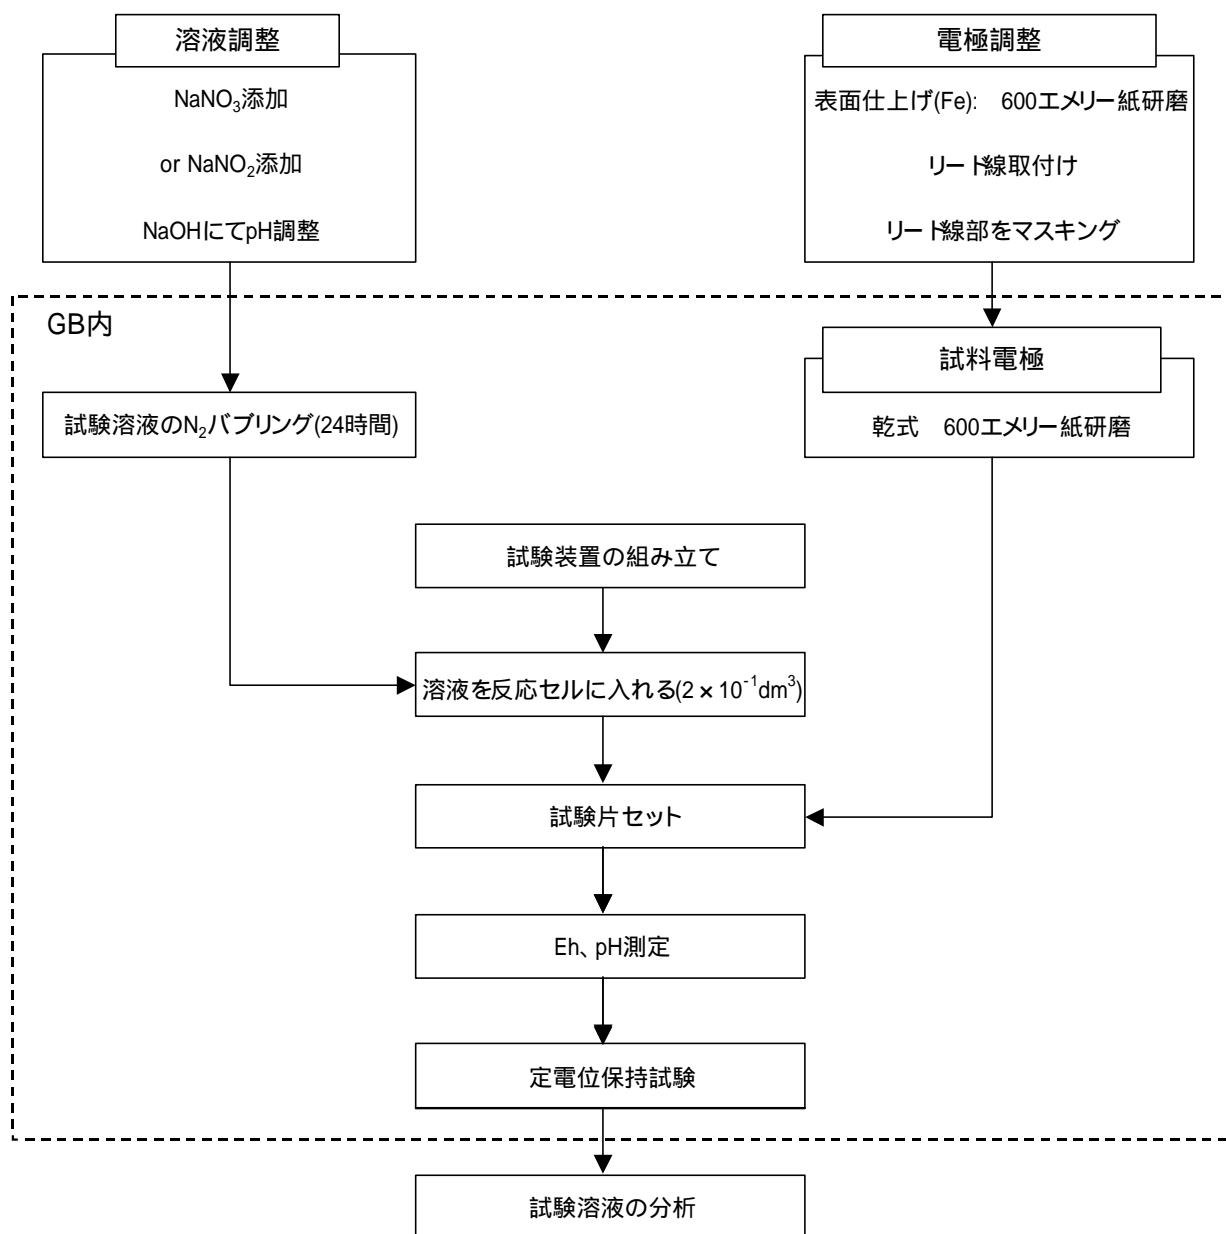 溶液調整
NaNO₃添加
or NaNO₂添加
NaOHにてpH調整
電極調整
表面仕上げ(Fe):　600エメリー紙研磨
リード線取付け
リード線部をマスキング
GB内
試験溶液のN₂バブリング(24時間)
試料電極
乾式　600エメリー紙研磨
試験装置の組み立て
溶液を反応セルに入れる(2×10⁻¹dm³)
試験片セット
Eh、pH測定
定電位保持試験
試験溶液の分析